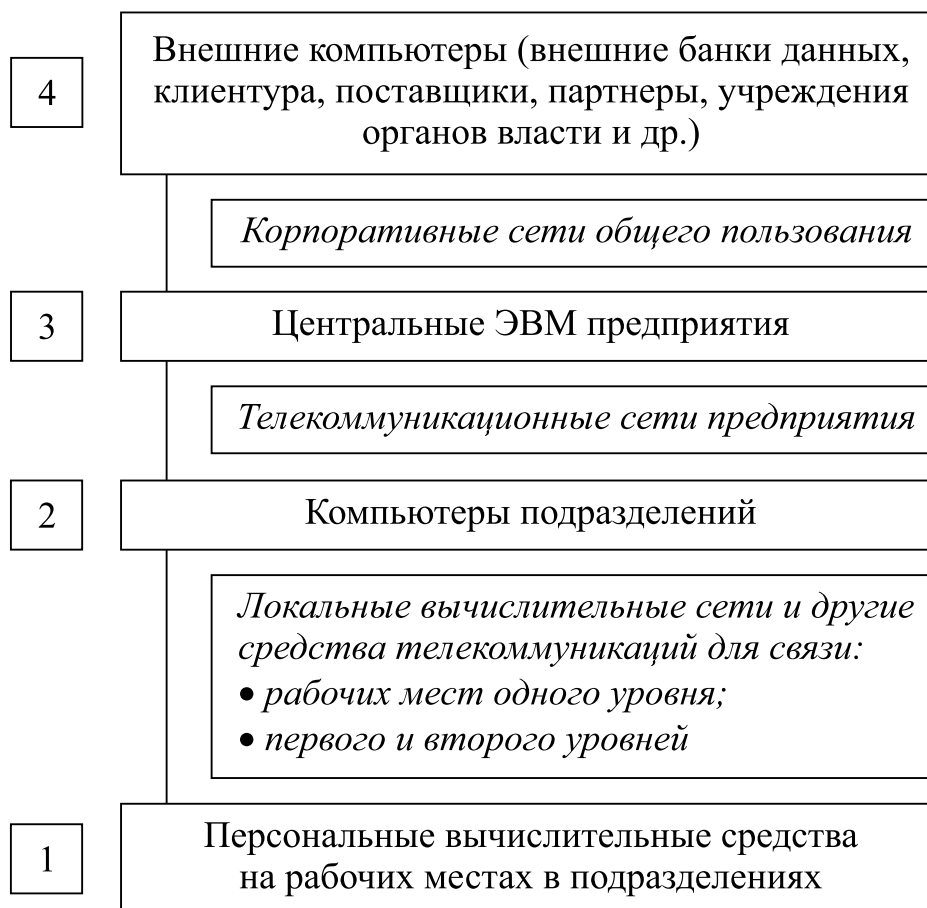 4
Внешние компьютеры (внешние банки данных,
клиентура, поставщики, партнеры, учреждения
органов власти и др.)
Корпоративные сети общего пользования
3
Центральные ЭВМ предприятия
Телекоммуникационные сети предприятия
2
Компьютеры подразделений
Локальные вычислительные сети и другие
средства телекоммуникаций для связи:
• рабочих мест одного уровня;
• первого и второго уровней
1
Персональные вычислительные средства
на рабочих местах в подразделениях